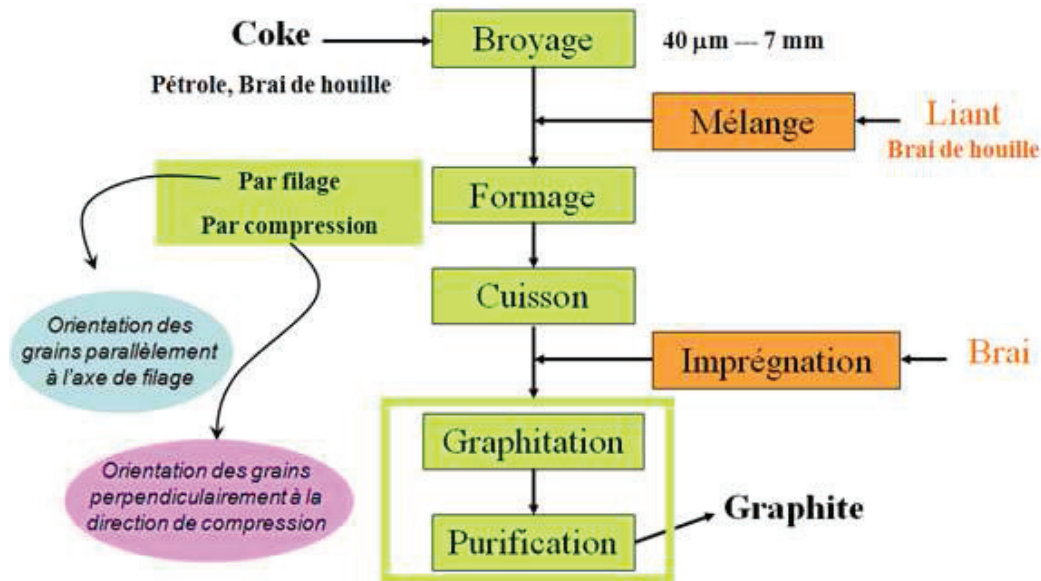 Coke
Broyage
40 µm — 7 mm
Pétrole, Brai de houille
Mélange
Liant
Brai de houille
Par filage
Par compression
Formage
Cuisson
Orientation des
grains parallèlement
à l'axe de filage
Imprégnation
Brai
Graphitation
Orientation des grains
perpendiculairement à la
direction de compression
Purification
Graphite